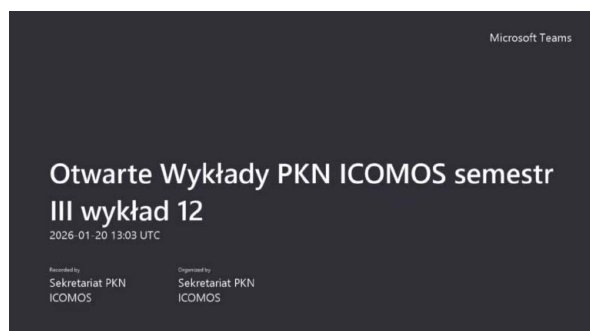 Microsoft Teams
Otwarte Wykłady PKN ICOMOS semestr
III wykład 12
2026-01-20 13:03 UTC
Recorded by
Sekretariat PKN
ICOMOS
Organized by
Sekretariat PKN
ICOMOS